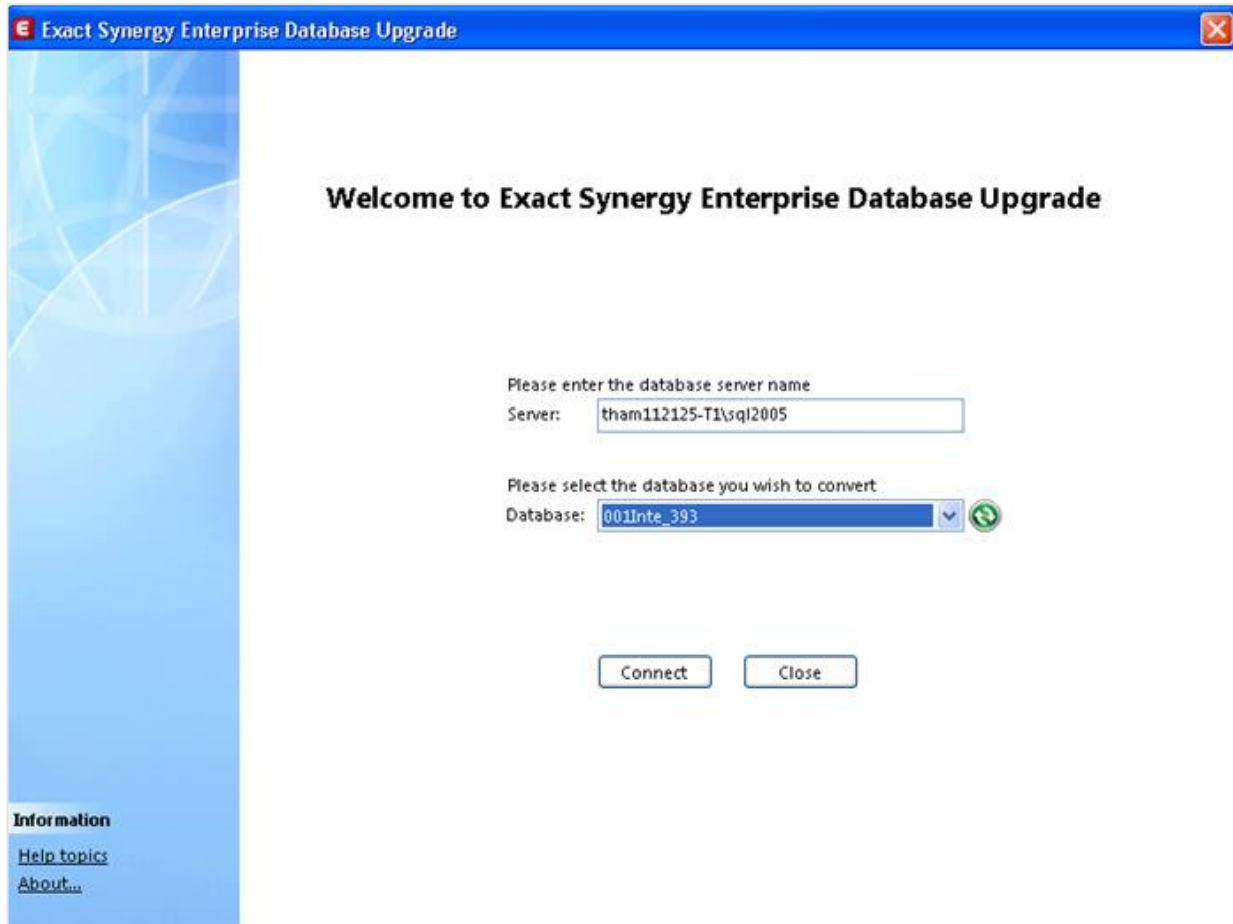 Exact Synergy Enterprise Database Upgrade
Welcome to Exact Synergy Enterprise Database Upgrade
Please enter the database server name
Server: tham112125-T1\sql2005
Please select the database you wish to convert
Database: 001Inte_393
Connect Close
Information
Help topics
About...